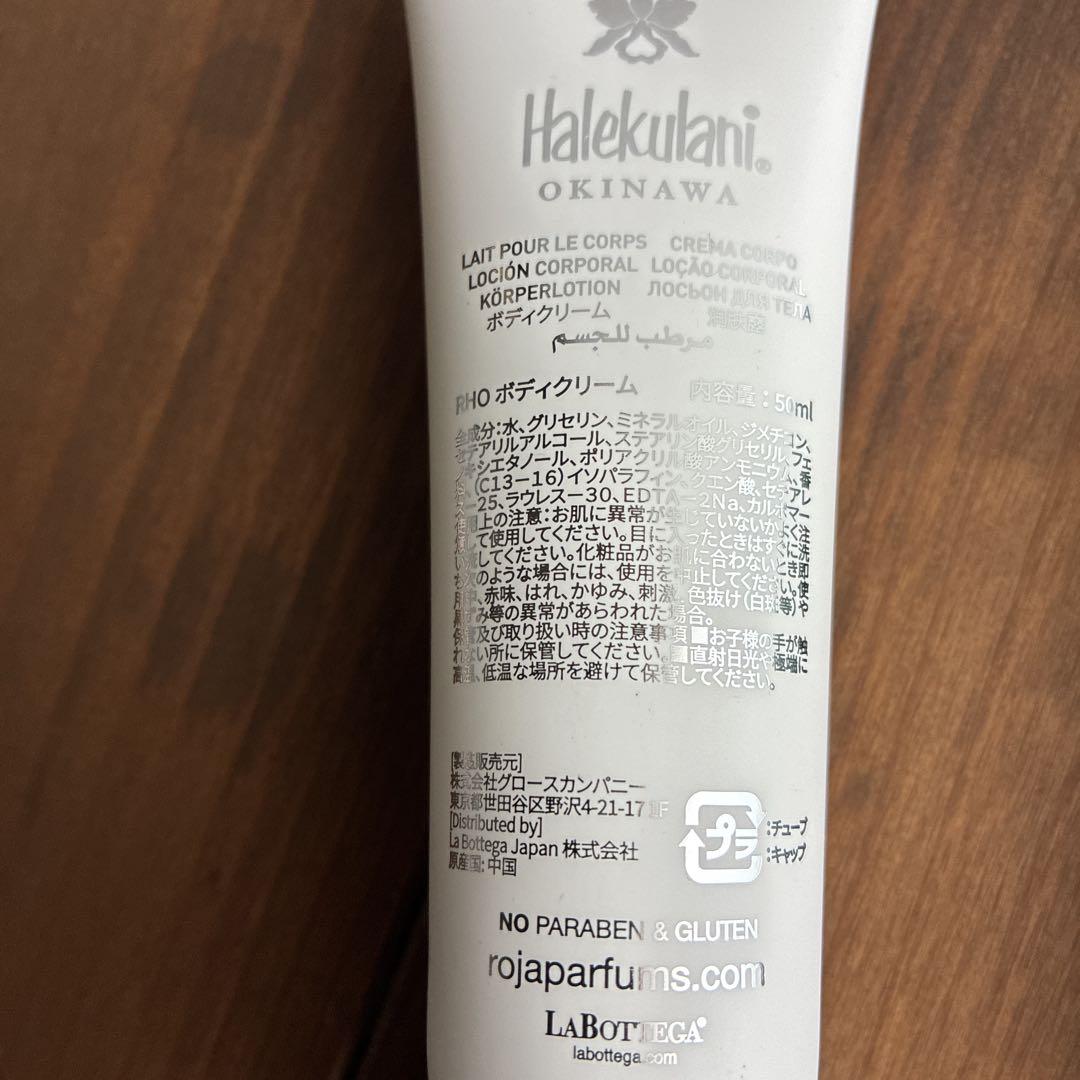 Halekulani®
OKINAWA
LAIT POUR LE CORPS CREMA CORPO
LOCIÓN CORPORAL LOÇÃO CORPORAL
KÖRPERLOTION ЛОСЬОН ДЛЯ ТЕЛА
ボディクリーム 潤肤露
مرطب للجسم
RHO ボディクリーム 内容量：50ml
全成分：水、グリセリン、ミネラルオイル、ジメチコン、
セテアリルアルコール、ステアリン酸グリセリル、フェ
ノキシエタノール、ポリアクリル酸アンモニウム、香
料、(C13-16)イソパラフィン、クエン酸、セテアレ
ス-25、ラウレス-30、EDTA-2Na、カルボマー
使用上の注意：お肌に異常が生じていないかよく注
意して使用してください。目に入ったときはすぐに洗
い流してください。化粧品がお肌に合わないとき即
ち次のような場合には、使用を中止してください。使
用中、赤味、はれ、かゆみ、刺激、色抜け(白斑等)や
黒ずみ等の異常があらわれた場合。
保管及び取り扱い時の注意事項 ■お子様の手が触
れない所に保管してください。■直射日光や極端に
高温、低温な場所を避けて保管してください。
[製造販売元]
株式会社グロースカンパニー
東京都世田谷区野沢4-21-17 1F
[Distributed by]
La Bottega Japan 株式会社
原産国: 中国
プラ
:チューブ
:キャップ
NO PARABEN & GLUTEN
rojaparfums.com
LABOTTEGA®
labottega.com